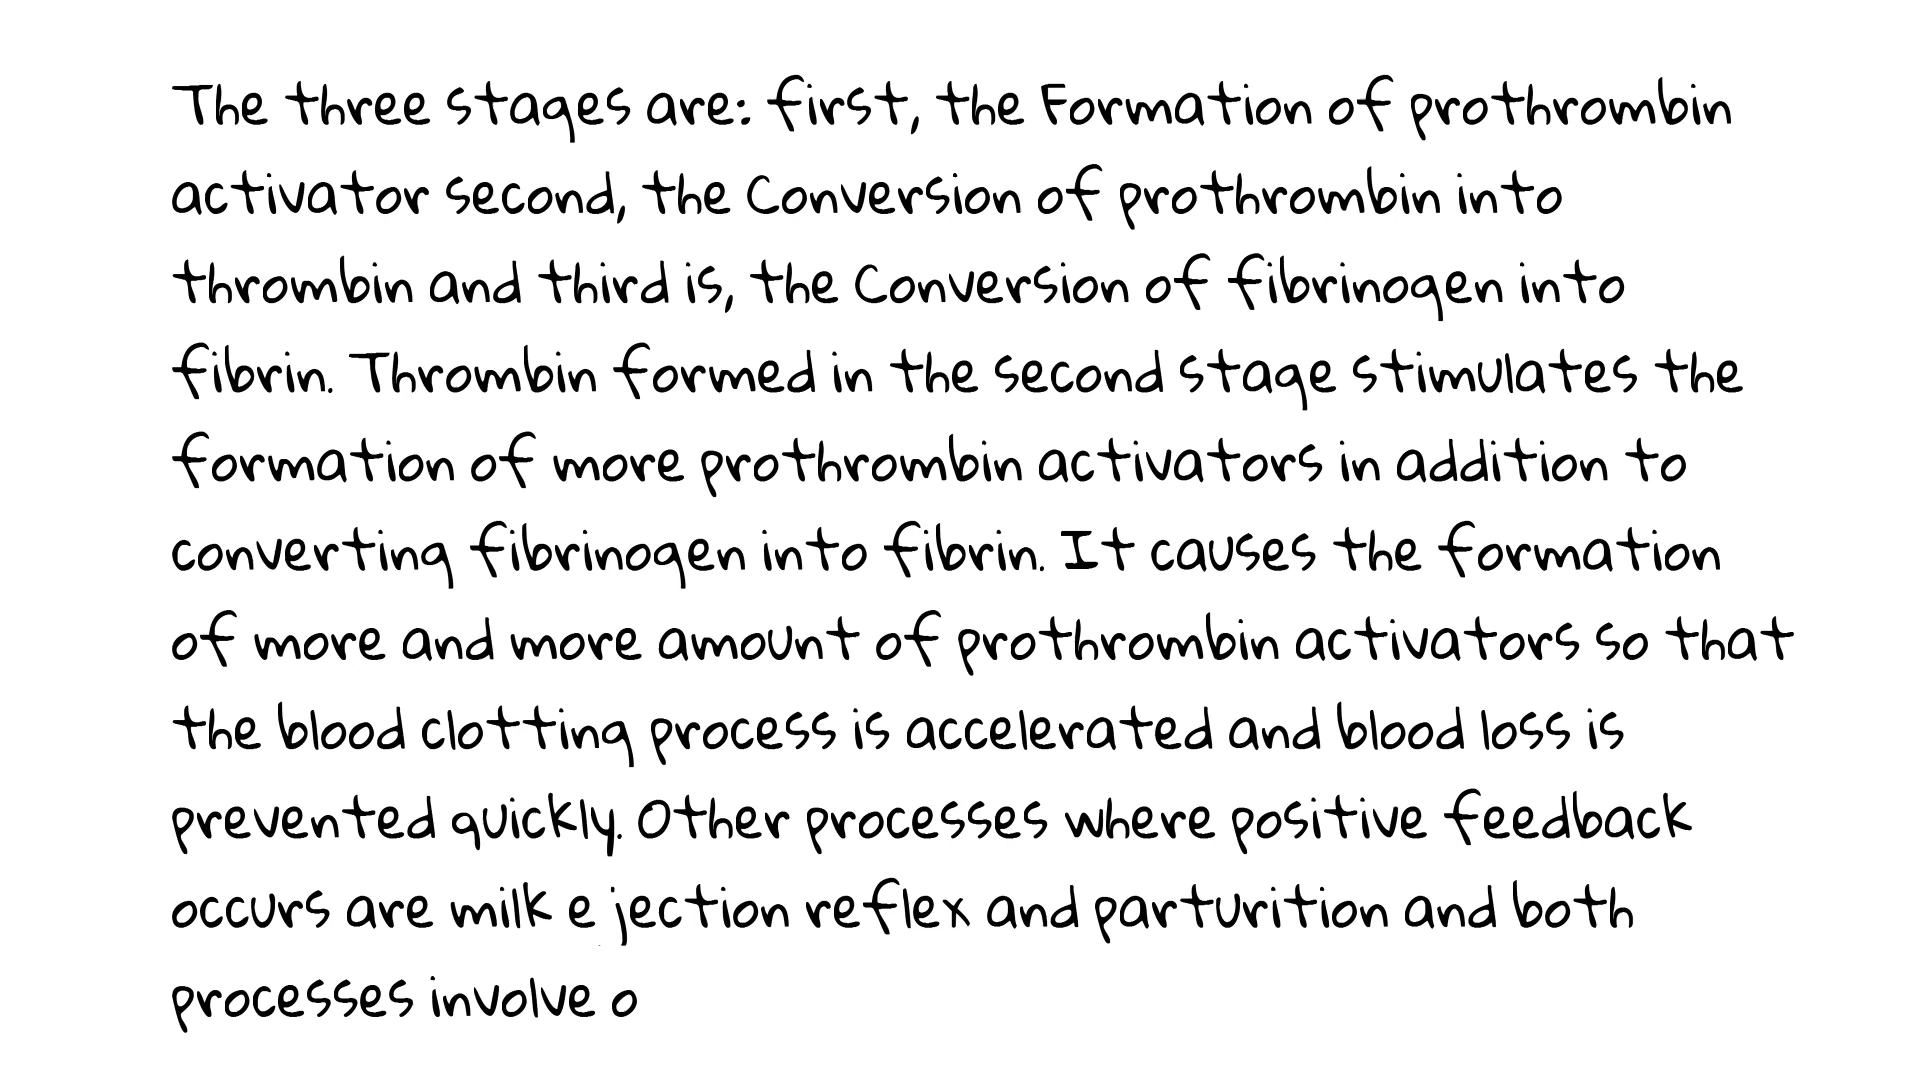 The three stages are: first, the Formation of prothrombin
activator second, the Conversion of prothrombin into
thrombin and third is, the Conversion of fibrinogen into
fibrin. Thrombin formed in the second stage stimulates the
formation of more prothrombin activators in addition to
converting fibrinogen into fibrin. It causes the formation
of more and more amount of prothrombin activators so that
the blood clotting process is accelerated and blood loss is
prevented quickly. Other processes where positive feedback
occurs are milk e jection reflex and parturition and both
processes involve o